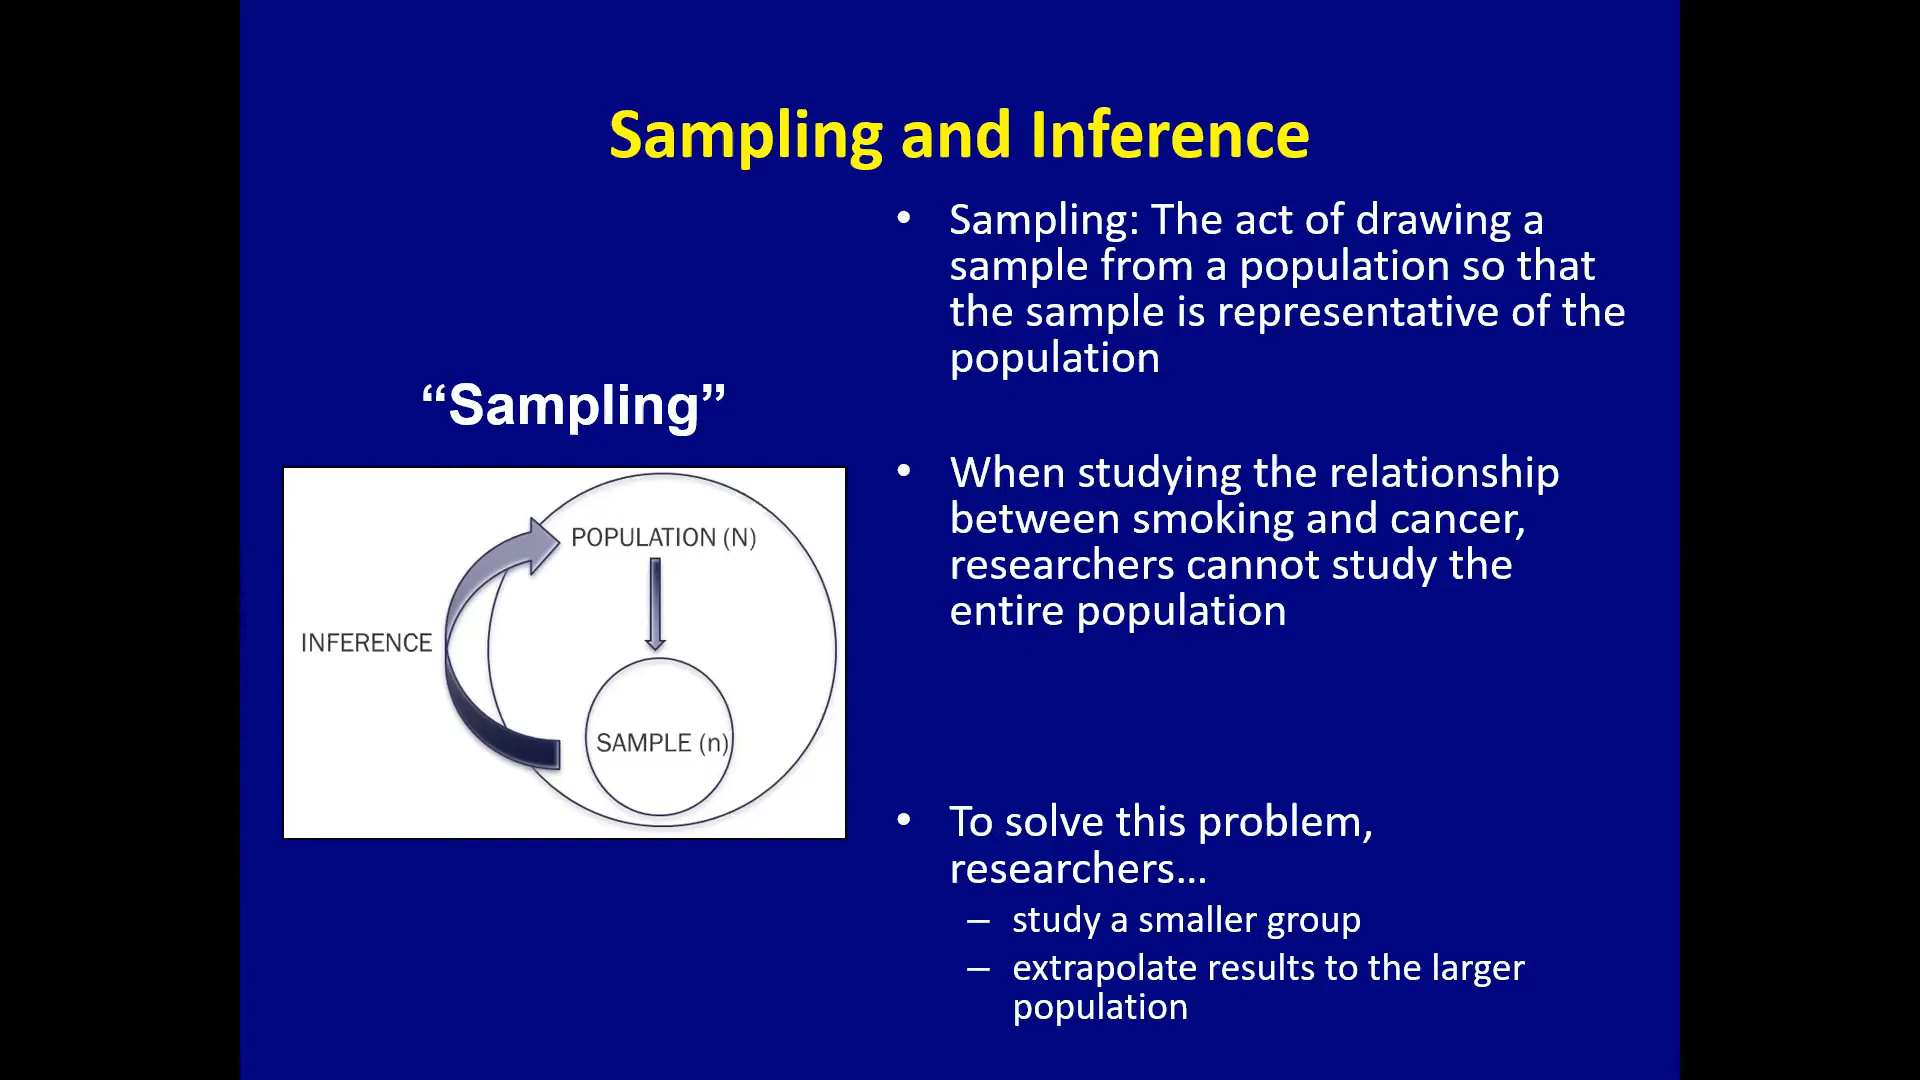 Sampling and Inference
“Sampling”
POPULATION (N)
INFERENCE
SAMPLE (n)
• Sampling: The act of drawing a
sample from a population so that
the sample is representative of the
population
• When studying the relationship
between smoking and cancer,
researchers cannot study the
entire population
• To solve this problem,
researchers…
– study a smaller group
– extrapolate results to the larger
population